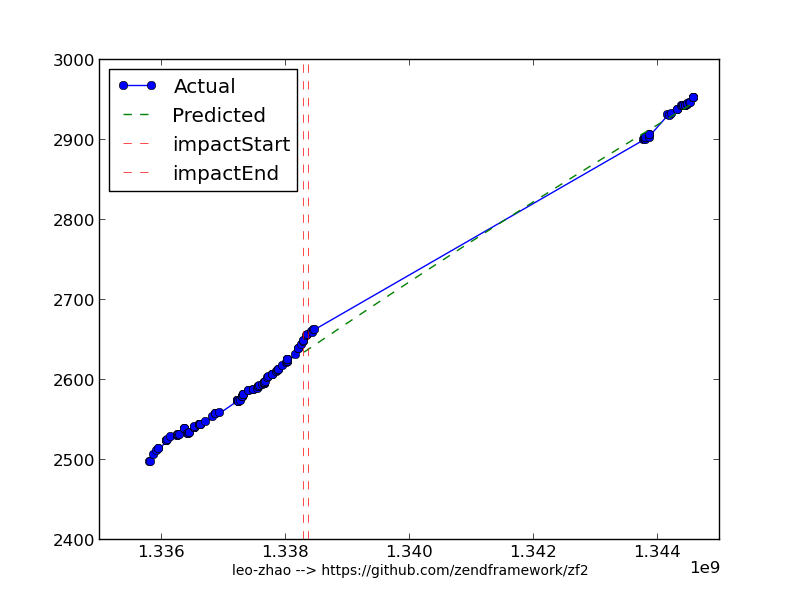 3000
2900
2800
2700
2600
2500
2400
Actual
Predicted
impactStart
impactEnd
1.336 1.338 1.340 1.342 1.344
1e9
leo-zhao --> https://github.com/zendframework/zf2